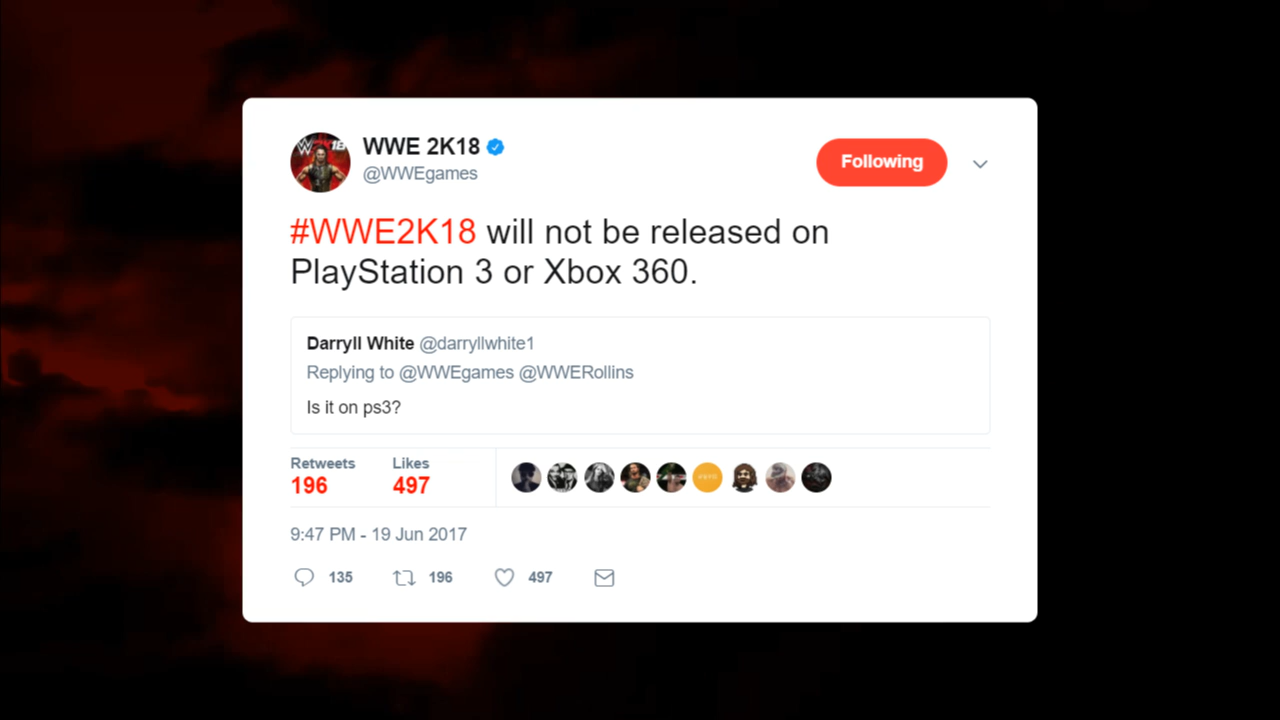 WWE 2K18
@WWEgames
Following
#WWE2K18 will not be released on
PlayStation 3 or Xbox 360.
Darryll White @darryllwhite1
Replying to @WWEgames @WWERollins
Is it on ps3?
Retweets Likes
196 497
9:47 PM - 19 Jun 2017
135 196 497